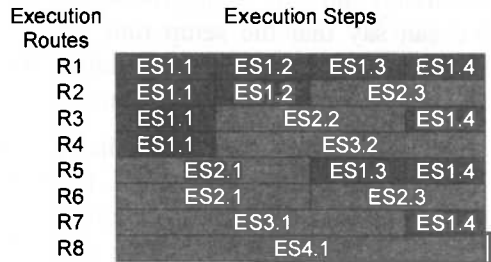 Execution Execution Steps
Routes
R1 ES1.1 ES1.2 ES1.3 ES1.4
R2 ES1.1 ES1.2 ES2.3
R3 ES1.1 ES2.2 ES1.4
R4 ES1.1 ES3.2
R5 ES2.1 ES1.3 ES1.4
R6 ES2.1 ES2.3
R7 ES3.1 ES1.4
R8 ES4.1